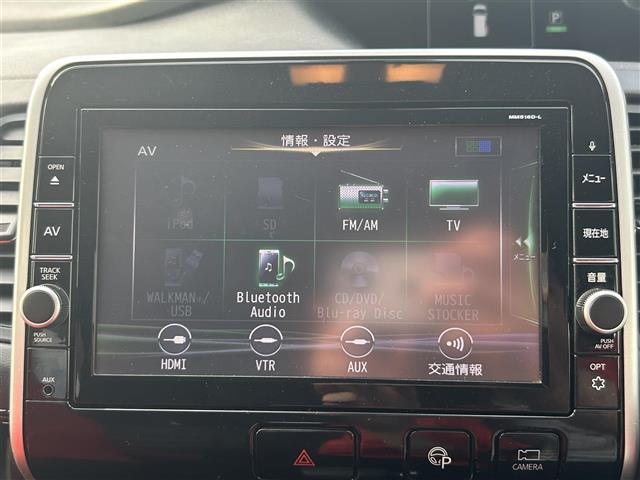 P
MM516D-L
OPEN
AV
情報・設定
メニュー
iPod
SD
FM/AM
TV
AV
現在地
メニュー
TRACK
SEEK
音量
WALKMAN+/
USB
Bluetooth
Audio
CD/DVD/
Blu-ray Disc
MUSIC
STOCKER
PUSH
SOURCE
PUSH
AV OFF
HDMI
VTR
AUX
交通情報
AUX
OPT
P
CAMERA